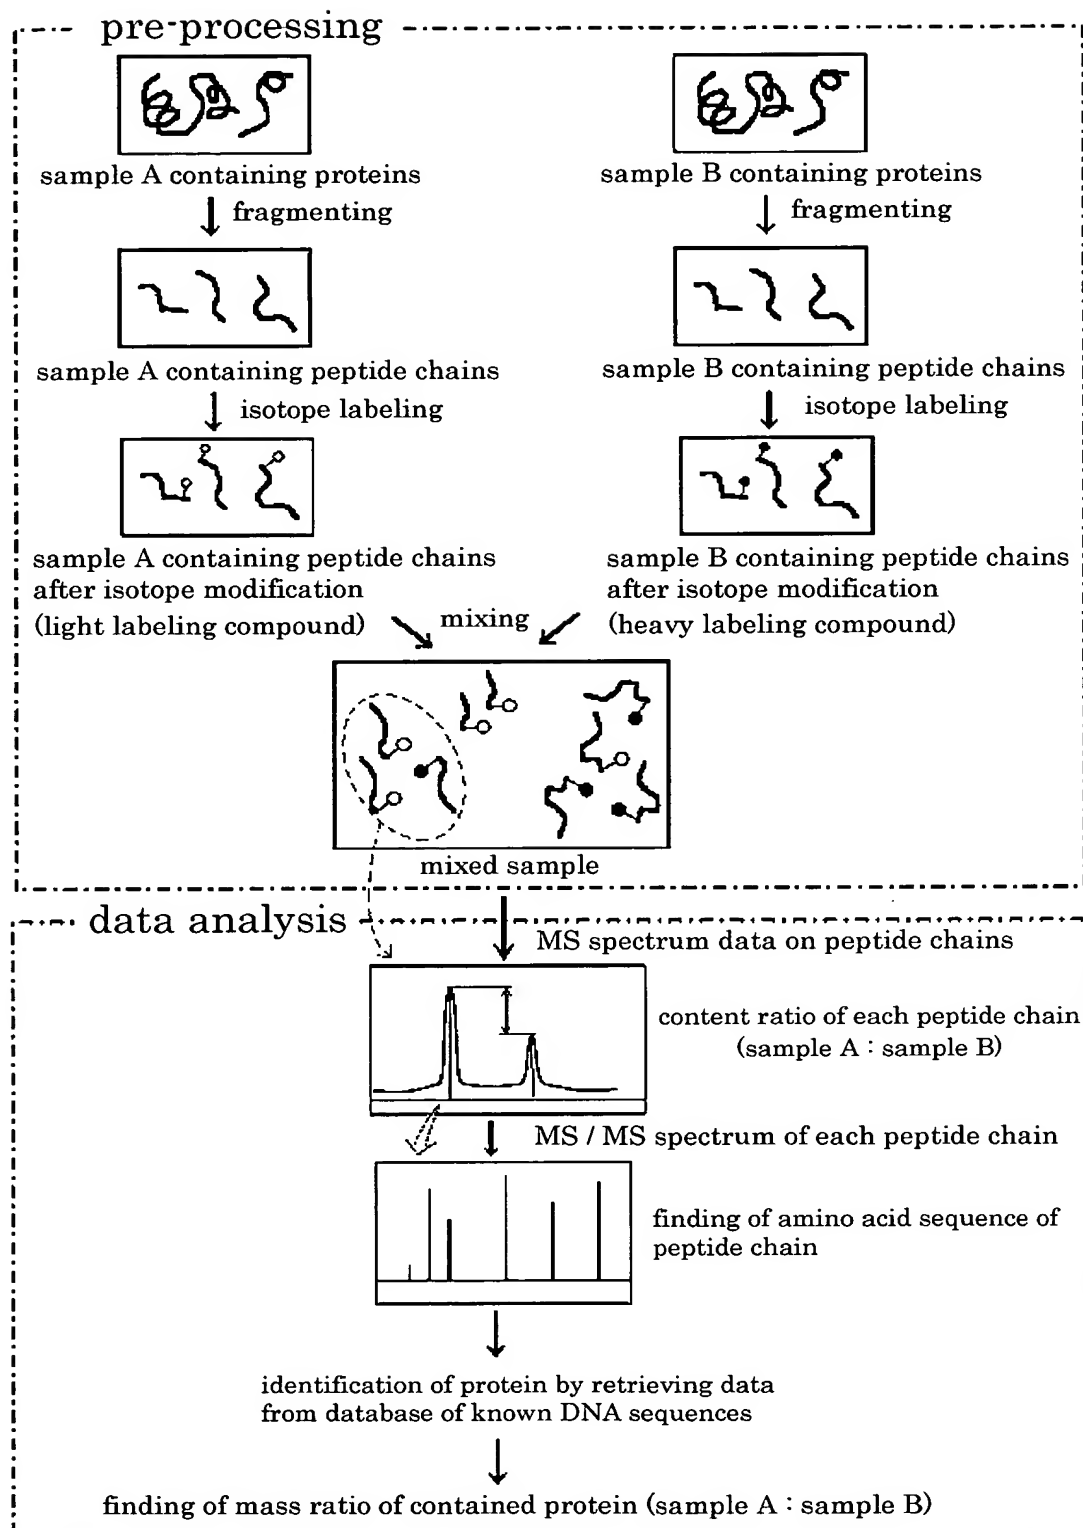 pre-processing
sample A containing proteins
sample B containing proteins
fragmenting
fragmenting
sample A containing peptide chains
sample B containing peptide chains
isotope labeling
isotope labeling
sample A containing peptide chains
after isotope modification
(light labeling compound)
sample B containing peptide chains
after isotope modification
(heavy labeling compound)
mixing
mixed sample
data analysis
MS spectrum data on peptide chains
content ratio of each peptide chain
(sample A : sample B)
MS / MS spectrum of each peptide chain
finding of amino acid sequence of
peptide chain
identification of protein by retrieving data
from database of known DNA sequences
finding of mass ratio of contained protein (sample A : sample B)